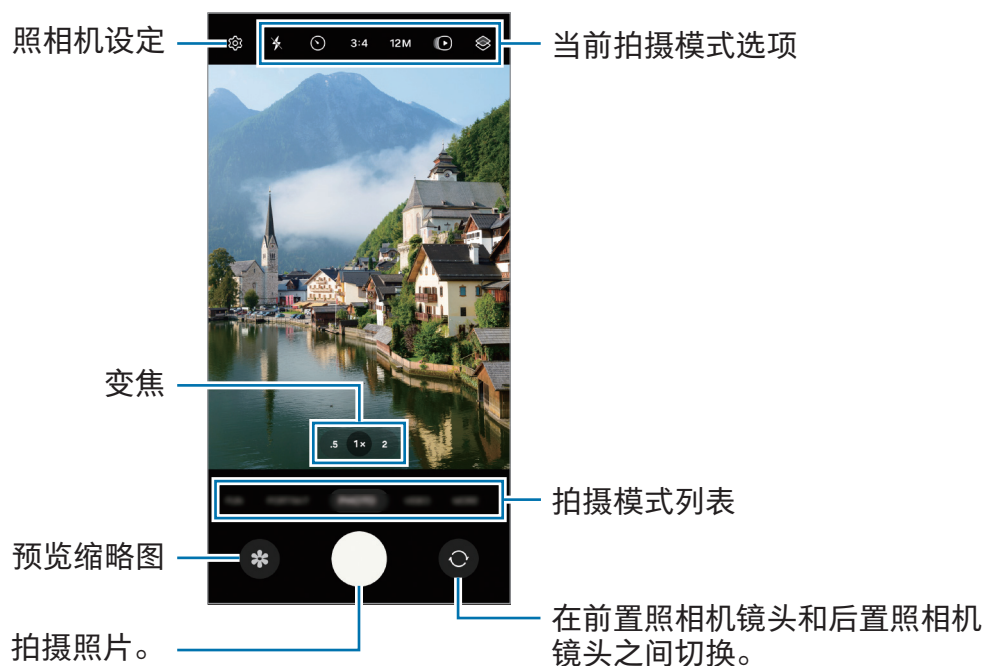 照相机设定
3:4
12M
当前拍摄模式选项
变焦
.5
1×
2
拍摄模式列表
预览缩略图
拍摄照片。
在前置照相机镜头和后置照相机
镜头之间切换。